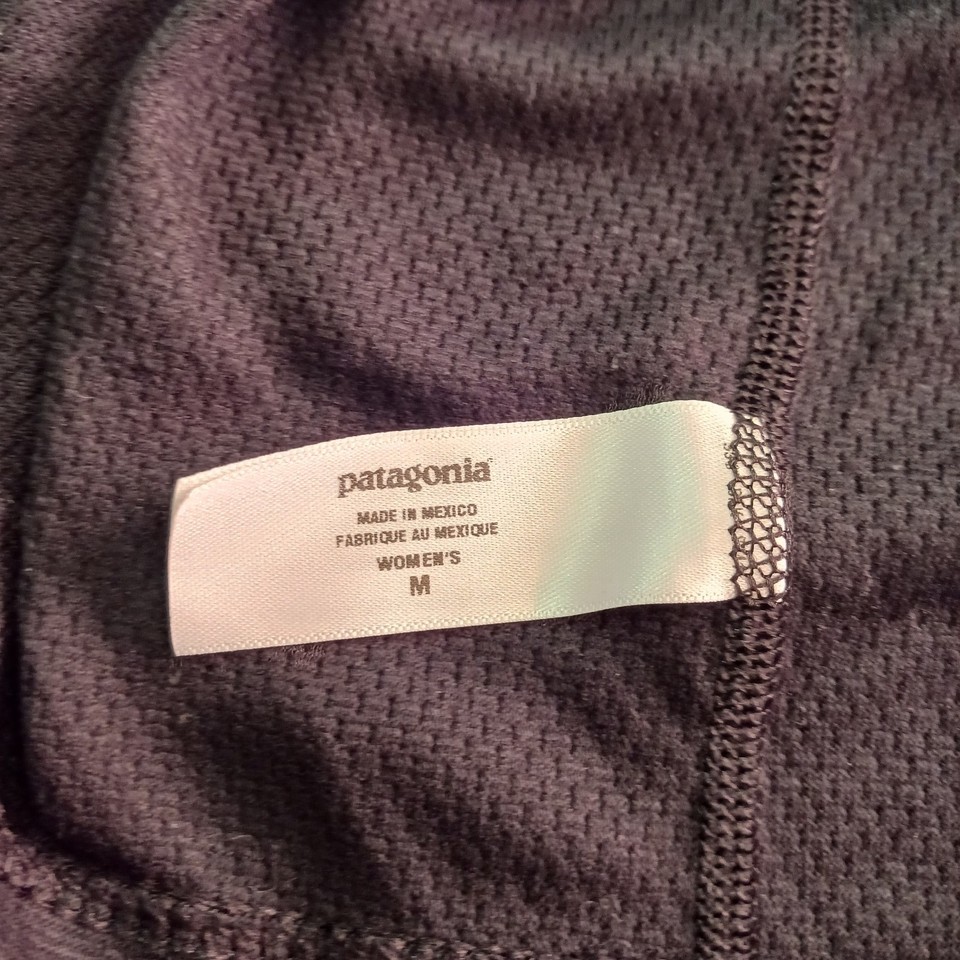 patagonia
MADE IN MEXICO
FABRIQUE AU MEXIQUE
WOMEN'S
M